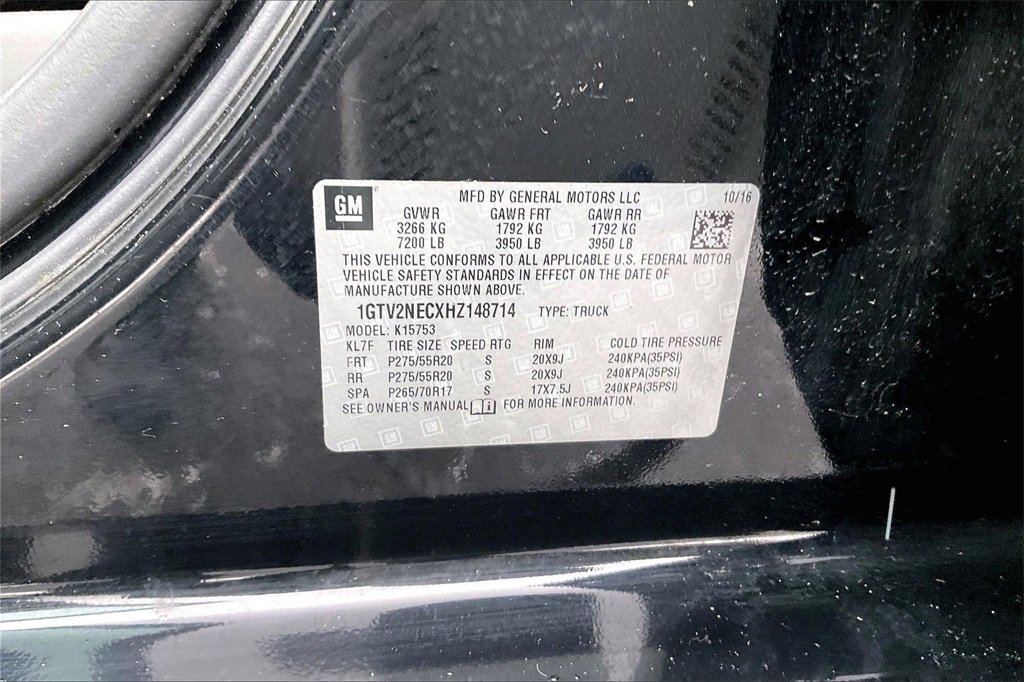 GM
MFD BY GENERAL MOTORS LLC 10/16
GVWR GAWR FRT GAWR RR
3266 KG 1792 KG 1792 KG
7200 LB 3950 LB 3950 LB
THIS VEHICLE CONFORMS TO ALL APPLICABLE U.S. FEDERAL MOTOR
VEHICLE SAFETY STANDARDS IN EFFECT ON THE DATE OF
MANUFACTURE SHOWN ABOVE.
1GTV2NECXHZ148714 TYPE: TRUCK
MODEL: K15753
KL7F TIRE SIZE SPEED RTG RIM COLD TIRE PRESSURE
FRT P275/55R20 S 20X9J 240KPA(35PSI)
RR P275/55R20 S 20X9J 240KPA(35PSI)
SPA P265/70R17 S 17X7.5J 240KPA(35PSI)
SEE OWNER'S MANUAL FOR MORE INFORMATION.